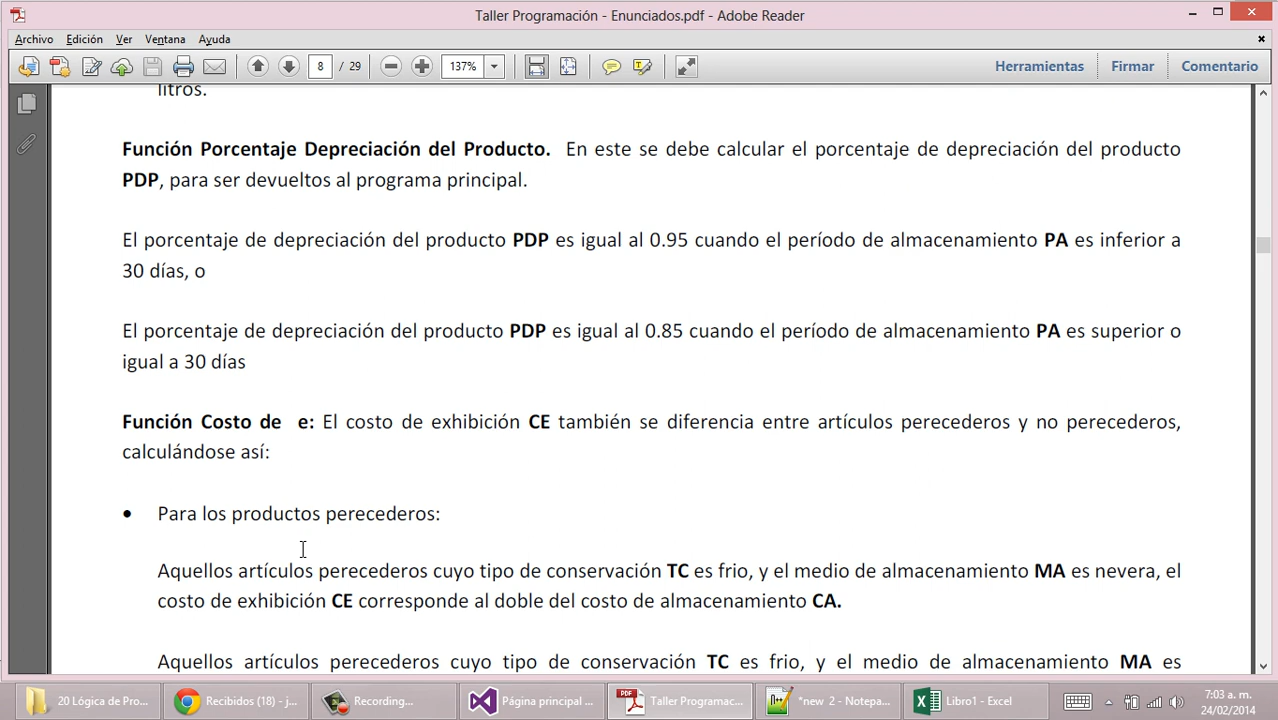 Taller Programación - Enunciados.pdf - Adobe Reader
Archivo Edición Ver Ventana Ayuda
8 / 29 137% Herramientas Firmar Comentario
litros.
Función Porcentaje Depreciación del Producto. En este se debe calcular el porcentaje de depreciación del producto
PDP, para ser devueltos al programa principal.
El porcentaje de depreciación del producto PDP es igual al 0.95 cuando el período de almacenamiento PA es inferior a
30 días, o
El porcentaje de depreciación del producto PDP es igual al 0.85 cuando el período de almacenamiento PA es superior o
igual a 30 días
Función Costo de e: El costo de exhibición CE también se diferencia entre artículos perecederos y no perecederos,
calculándose así:
• Para los productos perecederos:
Aquellos artículos perecederos cuyo tipo de conservación TC es frio, y el medio de almacenamiento MA es nevera, el
costo de exhibición CE corresponde al doble del costo de almacenamiento CA.
Aquellos artículos perecederos cuyo tipo de conservación TC es frio, y el medio de almacenamiento MA es
20 Lógica de Pro... Recibidos (18) - j... Recording... Página principal ... Taller Programac... *new 2 - Notepa... Libro1 - Excel 7:03 a. m.
24/02/2014